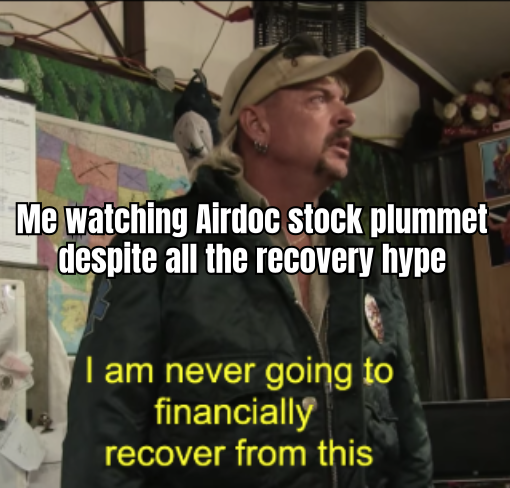 Me watching Airdoc stock plummet
despite all the recovery hype
I am never going to
financially
recover from this